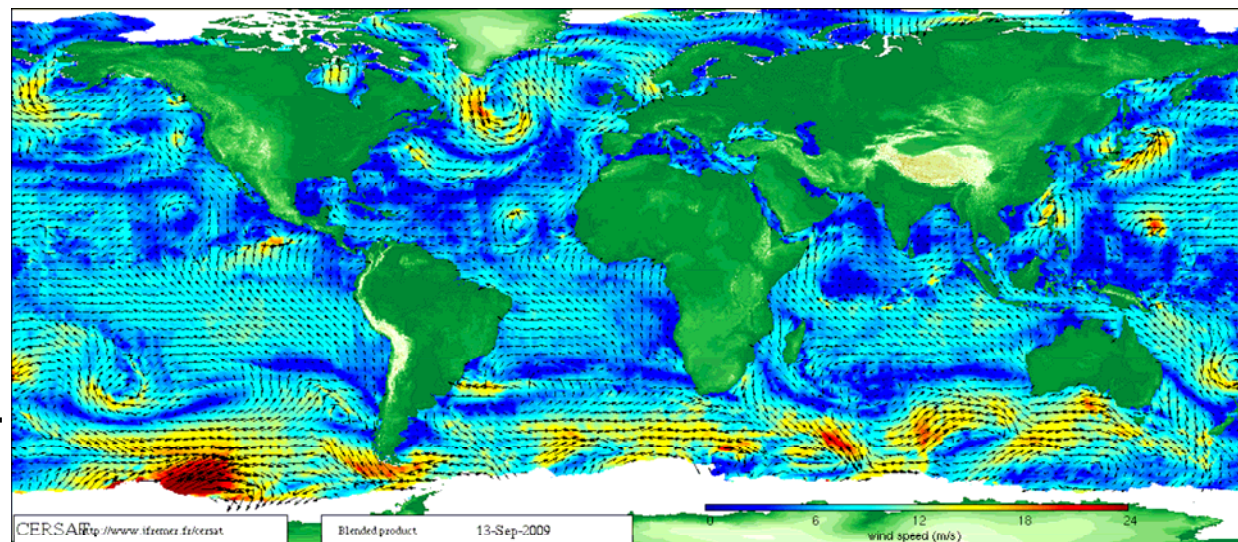 0 6 12 18 24
wind speed (m/s)
CERSAT http://www.ifremer.fr/cersat
Blended product 13-Sep-2009